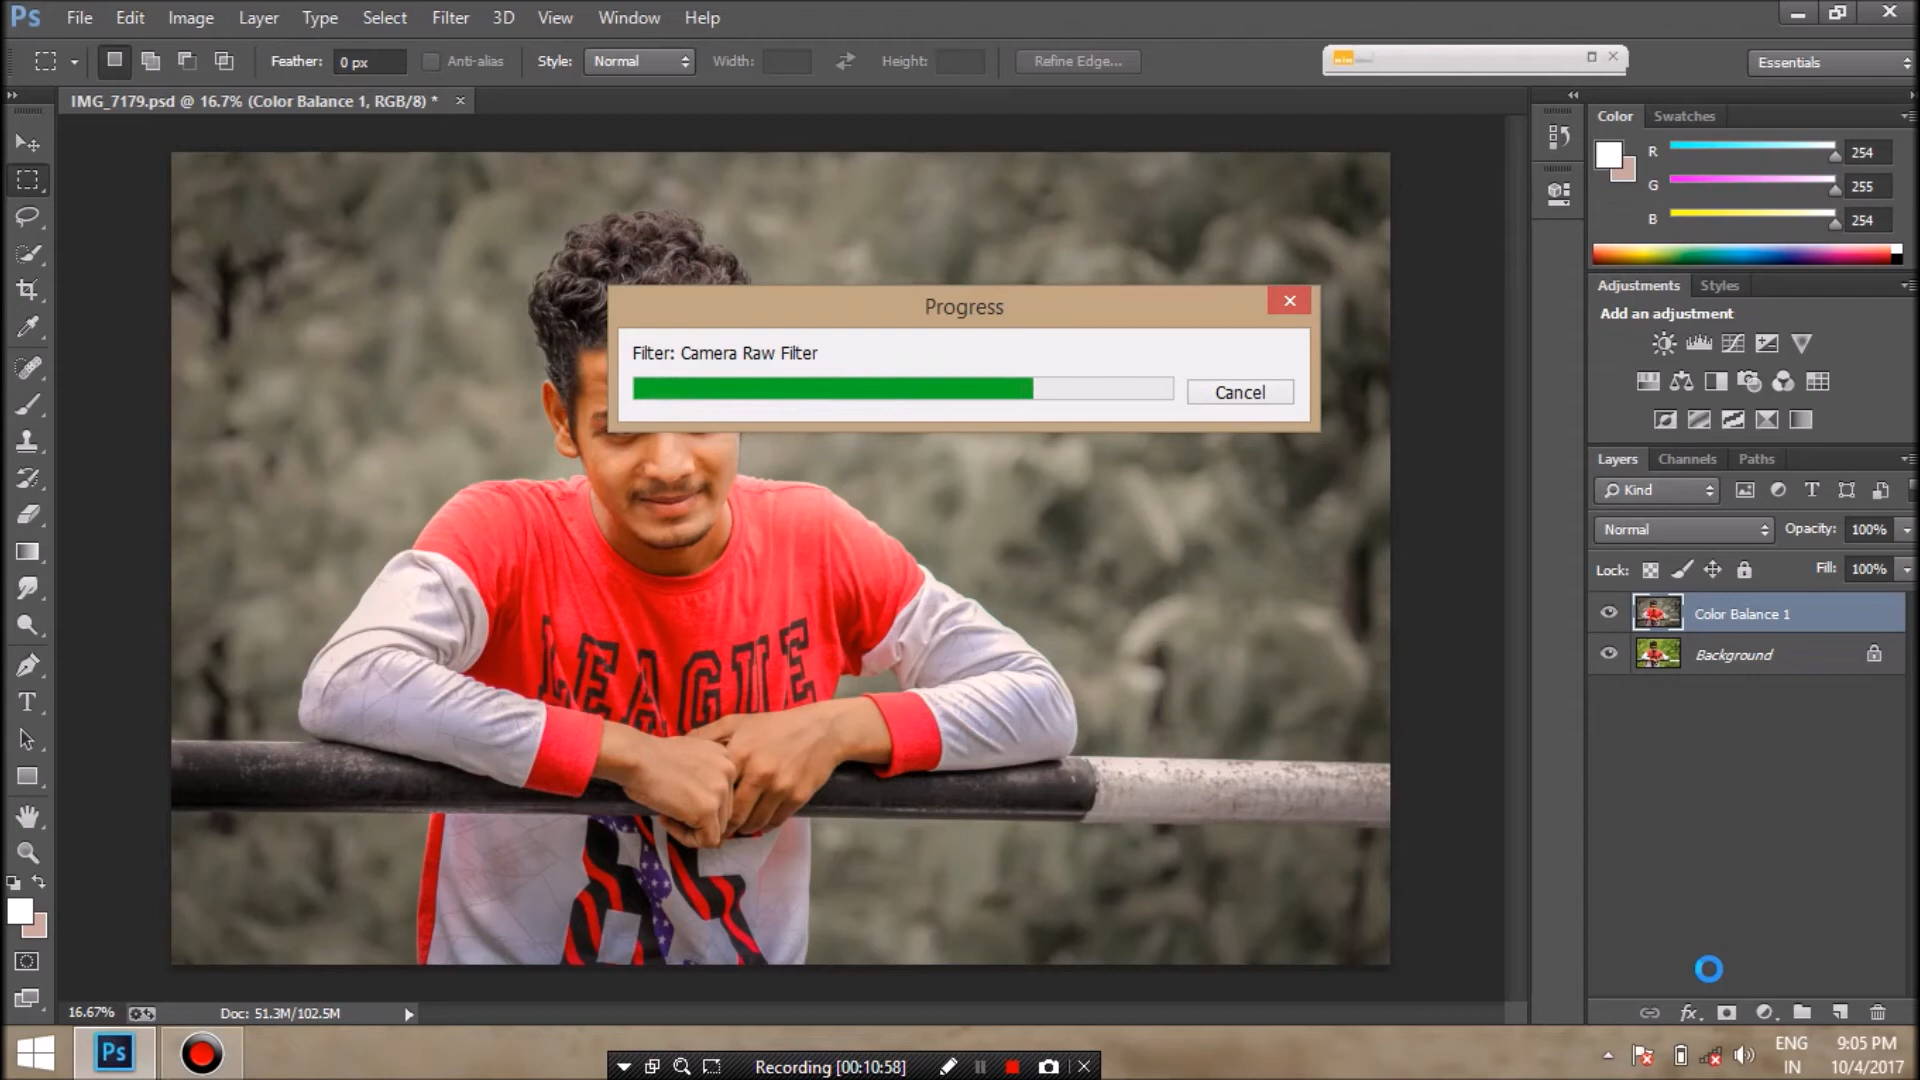 Ps File Edit Image Layer Type Select Filter 3D View Window Help
Feather: 0 px Anti-alias Style: Normal Width: Height: Refine Edge... Essentials
IMG_7179.psd @ 16.7% (Color Balance 1, RGB/8) *
Color Swatches
R 254
G 255
B 254
Adjustments Styles
Add an adjustment
Progress
Filter: Camera Raw Filter
Cancel
Layers Channels Paths
Kind
Normal Opacity: 100%
Lock: Fill: 100%
Color Balance 1
Background
LEAGUE
16.67% Doc: 51.3M/102.5M
Ps
Recording [00:10:58]
ENG
IN
9:05 PM
10/4/2017